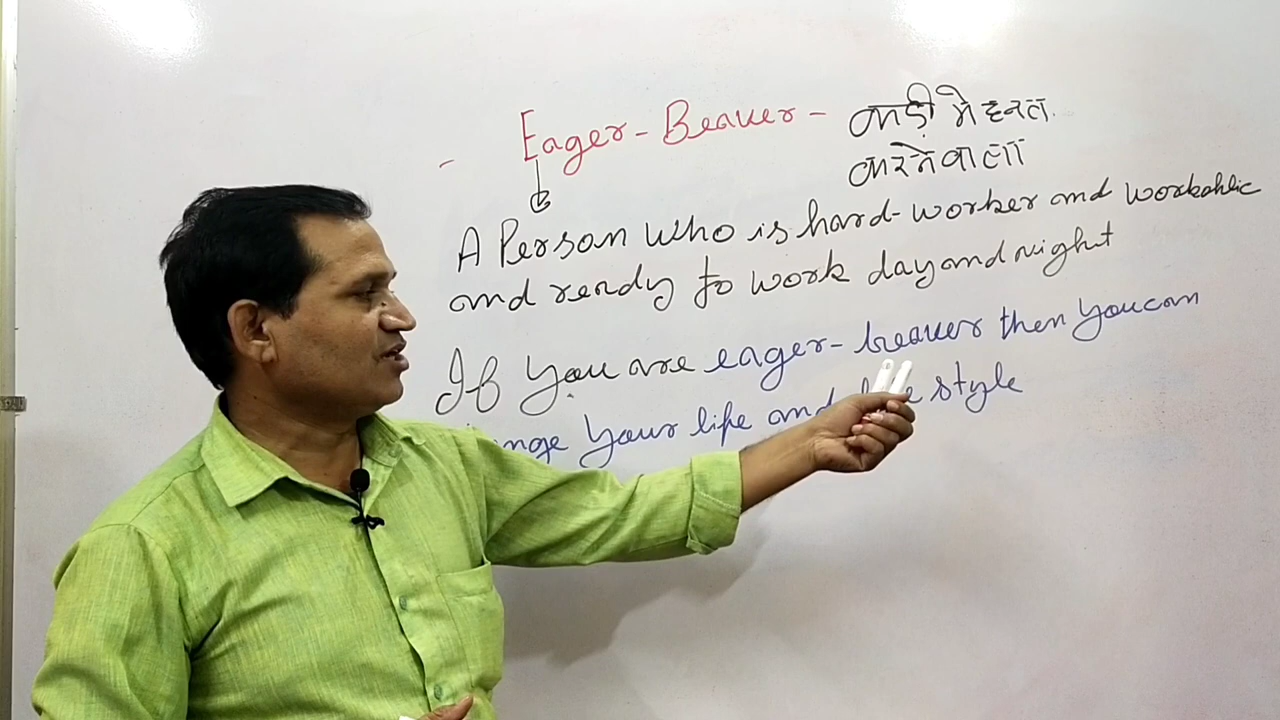 - Eager-Beaver - कड़ी मेहनत
करनेवाला
A Person who is hard-worker and workoholic
and ready to work day and night
If you are eager-beaver then you can
your life and style